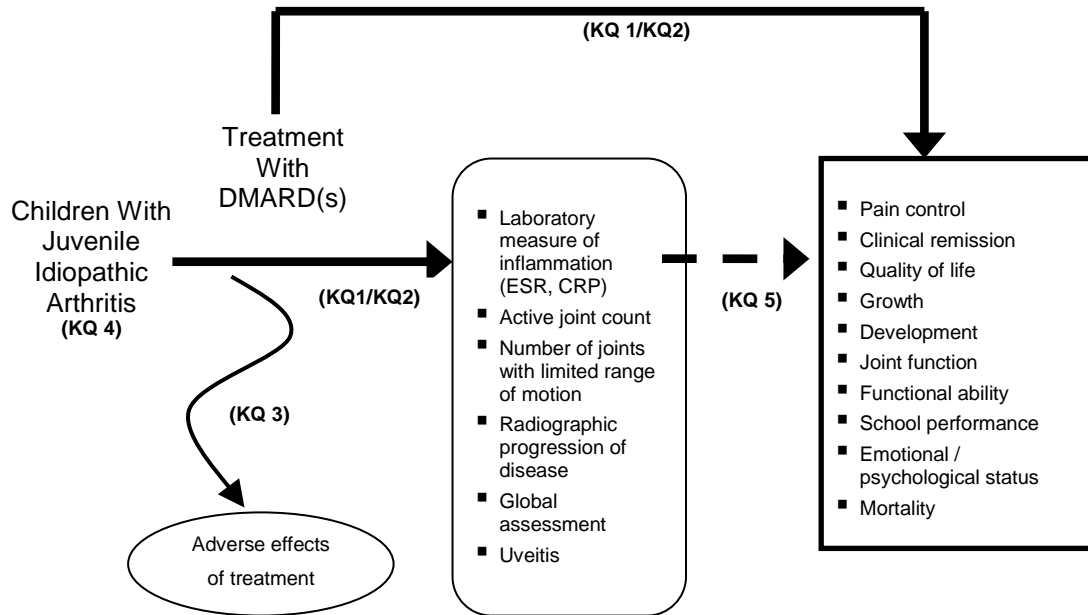 (KQ 1/KQ2)
Treatment
With
DMARD(s)
Children With
Juvenile
Idiopathic
Arthritis
(KQ 4)
(KQ1/KQ2)
(KQ 3)
Adverse effects
of treatment
▪ Laboratory
measure of
inflammation
(ESR, CRP)
▪ Active joint count
▪ Number of joints
with limited range
of motion
▪ Radiographic
progression of
disease
▪ Global
assessment
▪ Uveitis
(KQ 5)
▪ Pain control
▪ Clinical remission
▪ Quality of life
▪ Growth
▪ Development
▪ Joint function
▪ Functional ability
▪ School performance
▪ Emotional /
psychological status
▪ Mortality